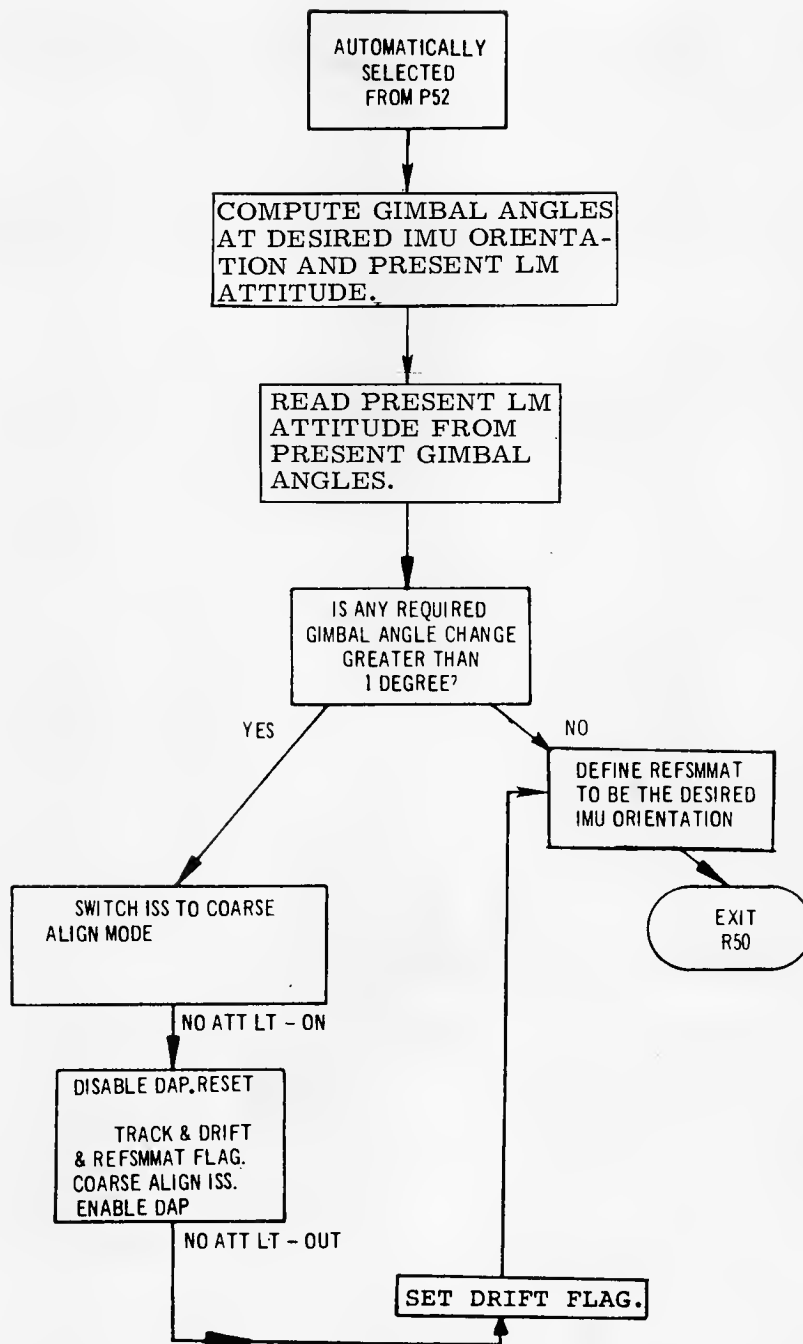 AUTOMATICALLY
SELECTED
FROM P52
COMPUTE GIMBAL ANGLES
AT DESIRED IMU ORIENTA-
TION AND PRESENT LM
ATTITUDE.
READ PRESENT LM
ATTITUDE FROM
PRESENT GIMBAL
ANGLES.
IS ANY REQUIRED
GIMBAL ANGLE CHANGE
GREATER THAN
1 DEGREE?
YES
NO
DEFINE REFSMMAT
TO BE THE DESIRED
IMU ORIENTATION
EXIT
R50
SWITCH ISS TO COARSE
ALIGN MODE
NO ATT LT - ON
DISABLE DAP. RESET
TRACK & DRIFT
& REFSMMAT FLAG.
COARSE ALIGN ISS.
ENABLE DAP
NO ATT LT - OUT
SET DRIFT FLAG.